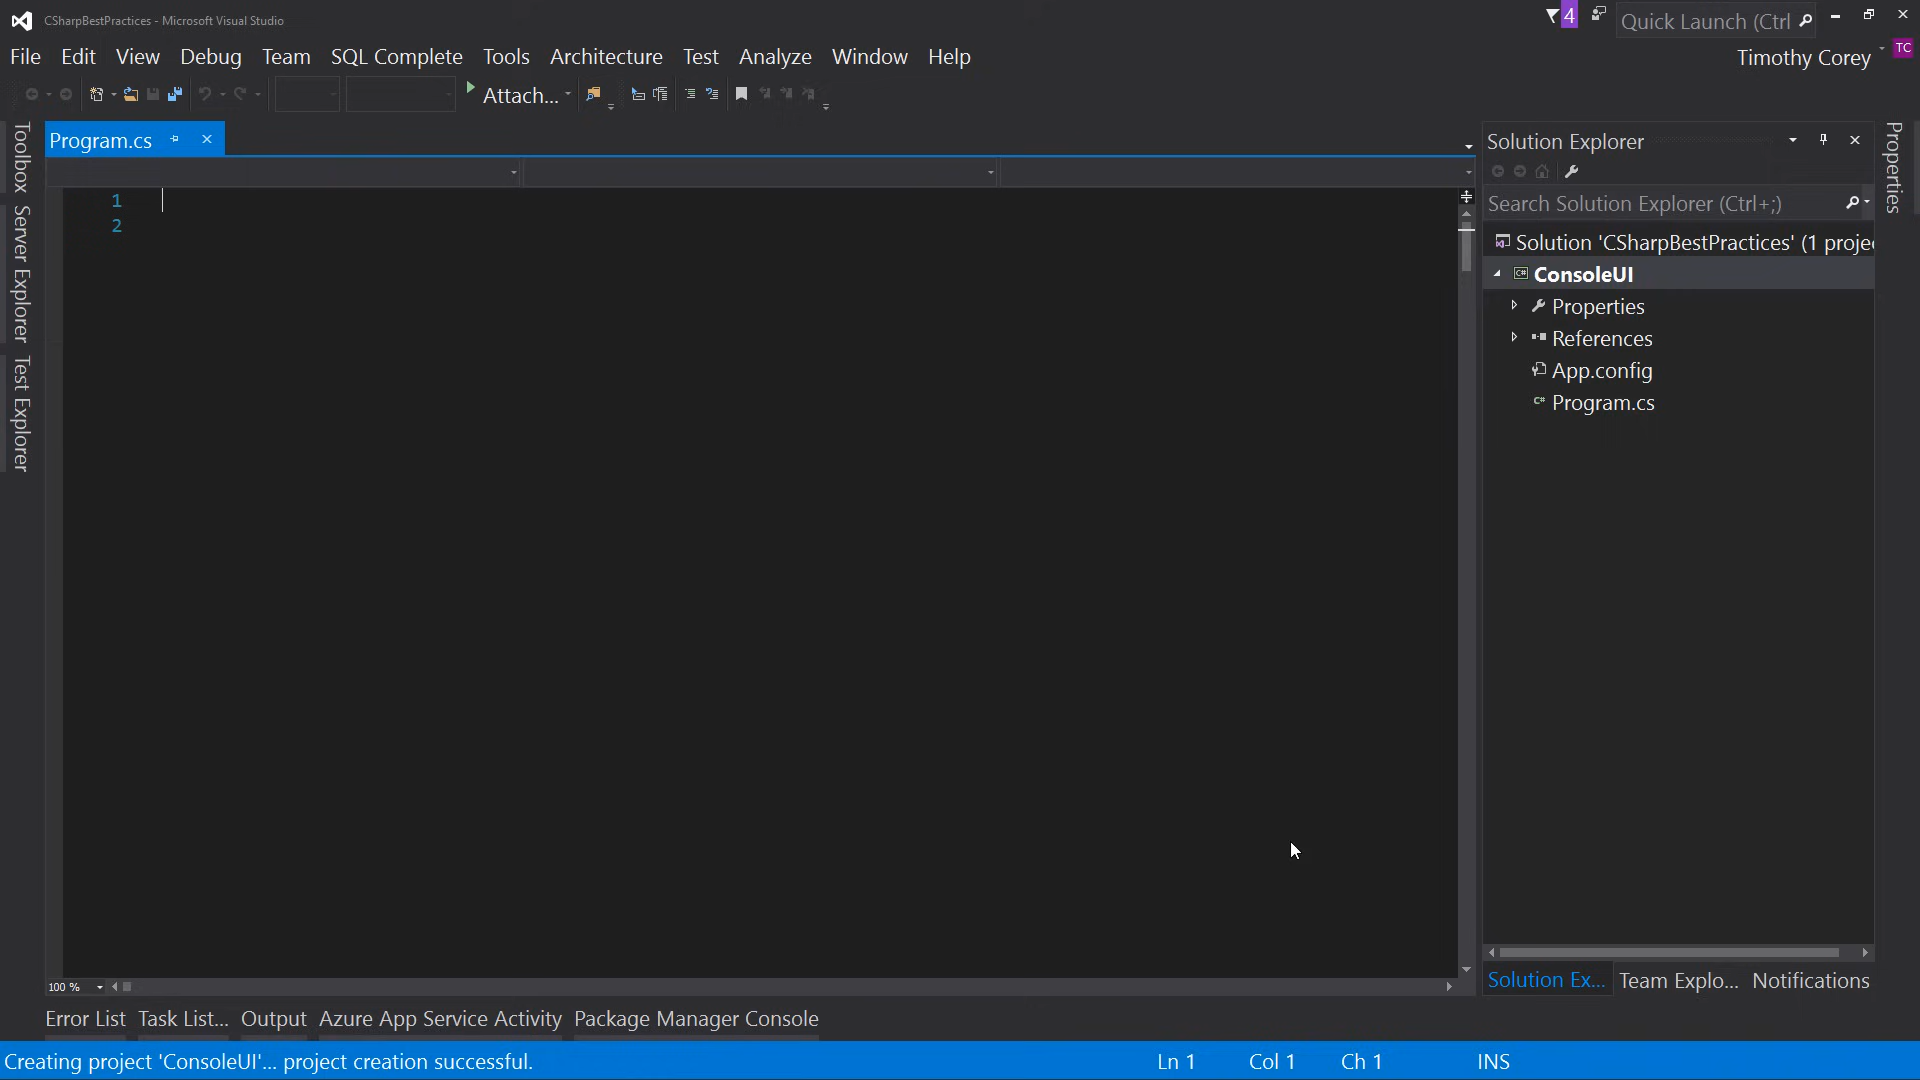 CSharpBestPractices - Microsoft Visual Studio
4
Quick Launch (Ctrl
File Edit View Debug Team SQL Complete Tools Architecture Test Analyze Window Help
Timothy Corey
TC
Attach...
Toolbox
Server Explorer
Test Explorer
Program.cs
1
2
Solution Explorer
Search Solution Explorer (Ctrl+;)
Solution 'CSharpBestPractices' (1 projec
ConsoleUI
Properties
References
App.config
Program.cs
Properties
100 %
Solution Ex... Team Explo... Notifications
Error List Task List... Output Azure App Service Activity Package Manager Console
Creating project 'ConsoleUI'... project creation successful.
Ln 1 Col 1 Ch 1 INS